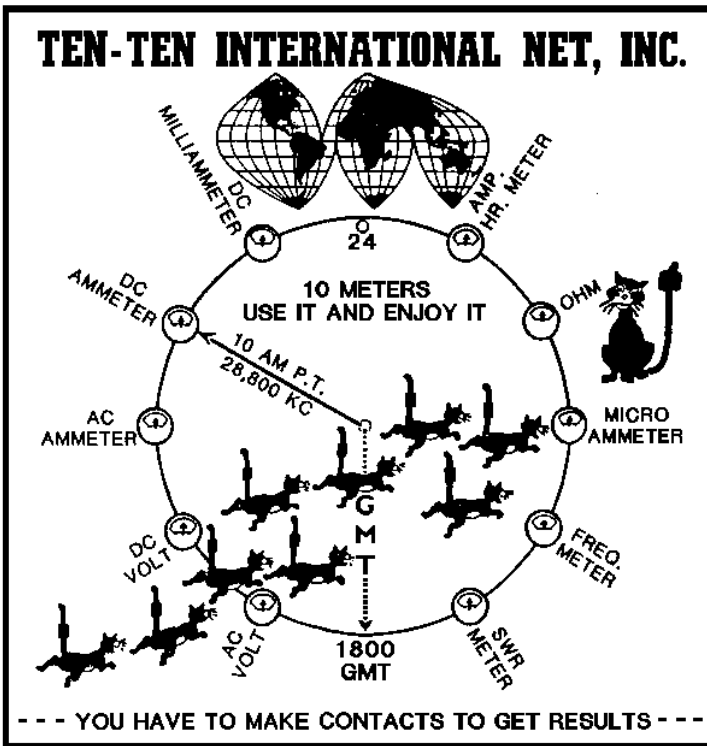 TEN-TEN INTERNATIONAL NET, INC.
DC
MILLIAMMETER
AMP.
HR. METER
24
DC
AMMETER
OHM
10 METERS
USE IT AND ENJOY IT
10 AM P.T.
28,800 KC
AC
AMMETER
MICRO
AMMETER
GMT
DC
VOLT
FREQ.
METER
AC
VOLT
SWR
METER
1800
GMT
--- YOU HAVE TO MAKE CONTACTS TO GET RESULTS ---